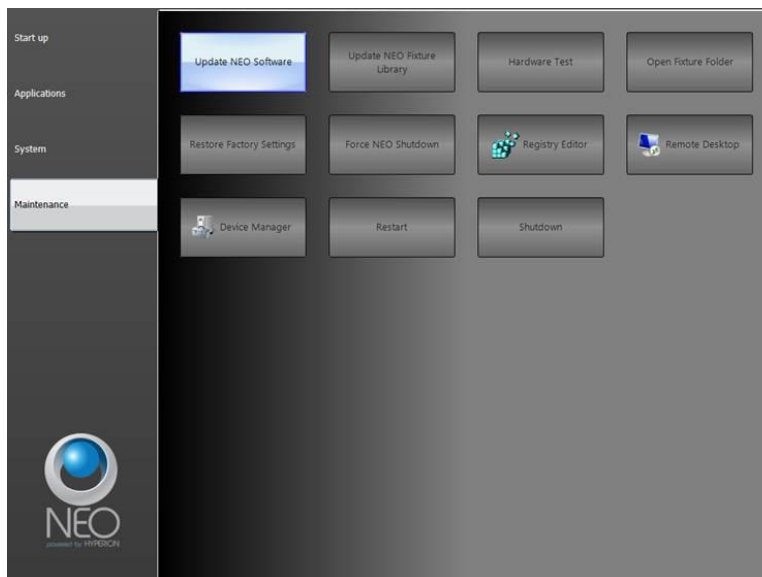 Start up
Applications
System
Maintenance
Update NEO Software
Update NEO Fixture
Library
Hardware Test
Open Fixture Folder
Restore Factory Settings
Force NEO Shutdown
Registry Editor
Remote Desktop
Device Manager
Restart
Shutdown
NEO
powered by HYPERION